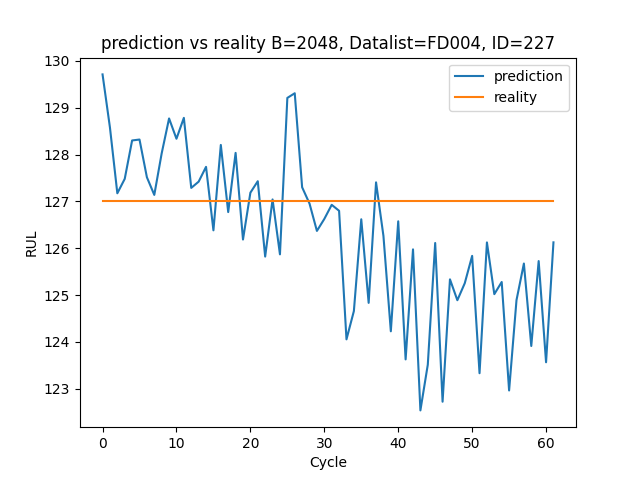 prediction vs reality B=2048, Datalist=FD004, ID=227
prediction
reality
130
129
128
127
126
125
124
123
RUL
0 10 20 30 40 50 60
Cycle